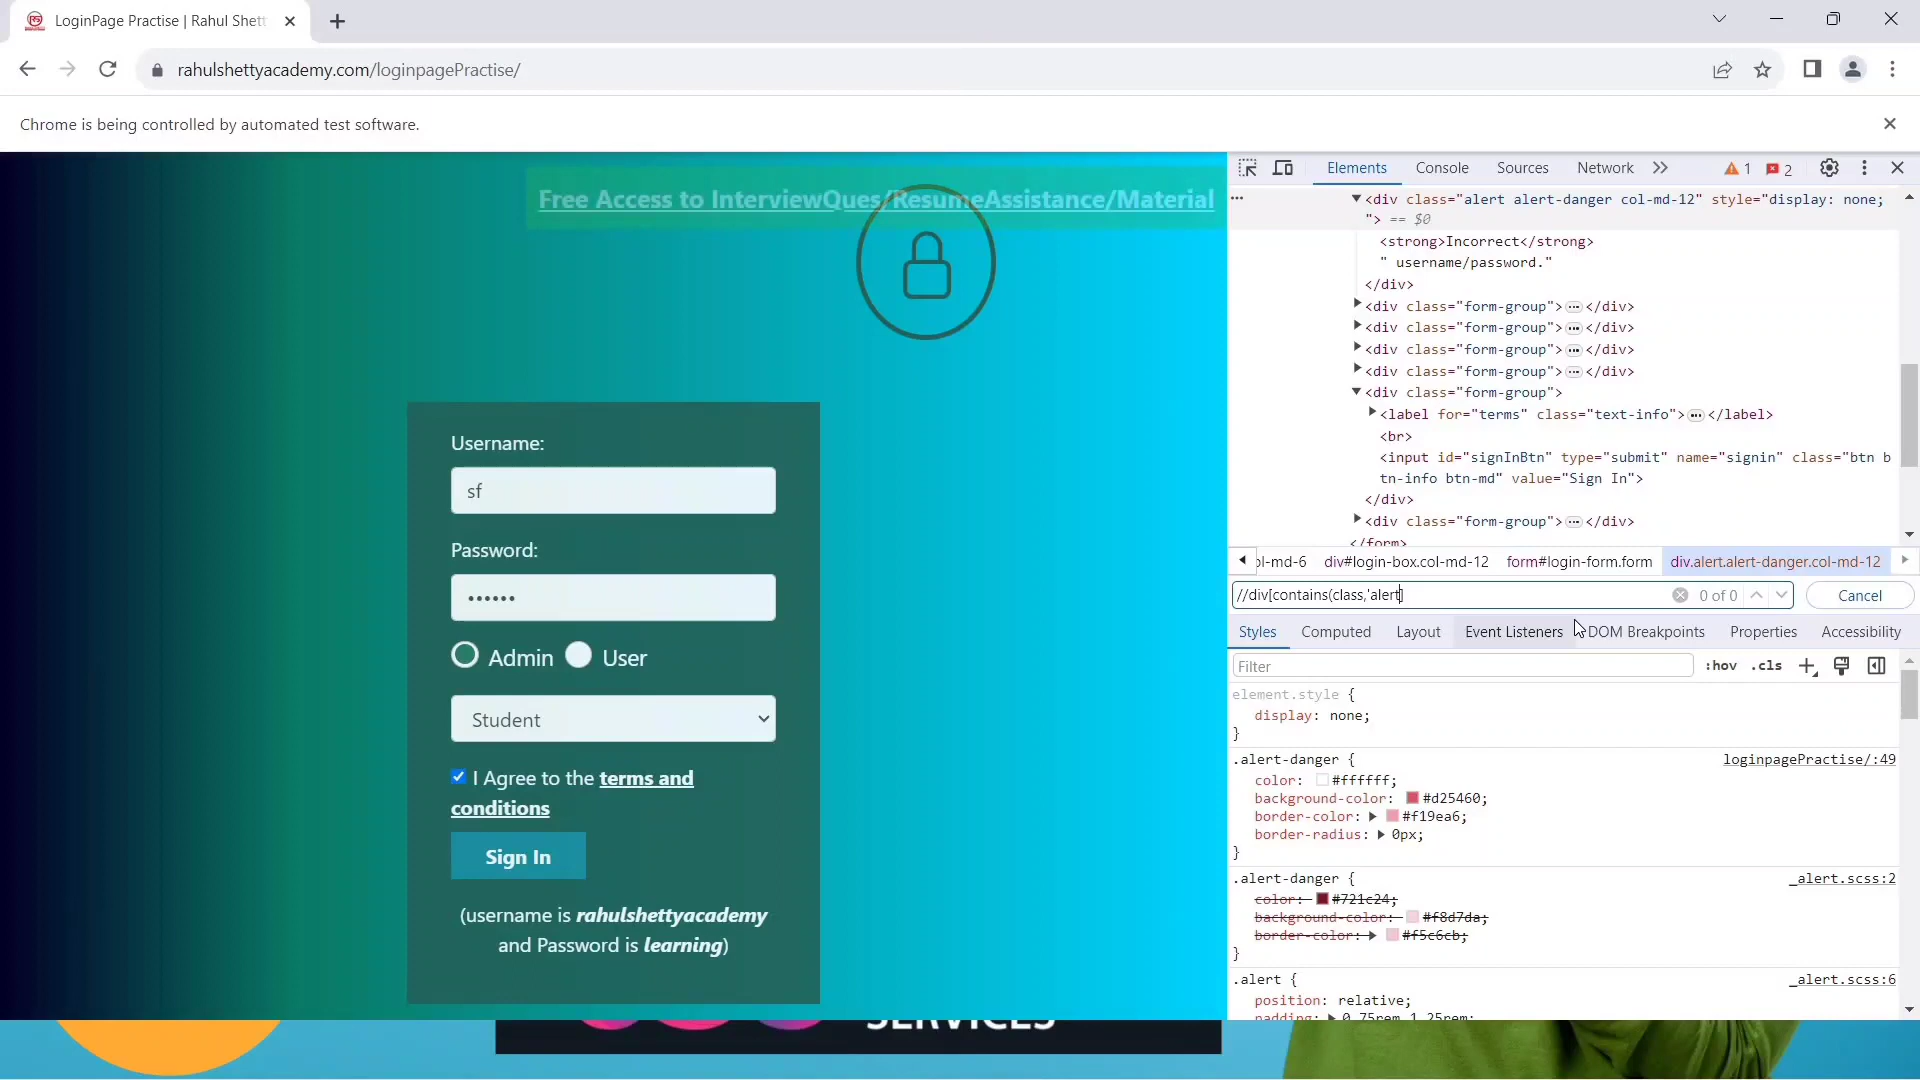 LoginPage Practise | Rahul Shett
rahulshettyacademy.com/loginpagePractise/
Chrome is being controlled by automated test software.
Free Access to InterviewQues/ResumeAssistance/Material
Username:
sf
Password:
••••••
Admin
User
Student
I Agree to the terms and
conditions
Sign In
(username is rahulshettyacademy
and Password is learning)
SERVICES
Elements
Console
Sources
Network
1
2
<div class="alert alert-danger col-md-12" style="display: none;
"> == $0
<strong>Incorrect</strong>
" username/password."
</div>
<div class="form-group"> </div>
<div class="form-group"> </div>
<div class="form-group"> </div>
<div class="form-group"> </div>
<div class="form-group">
<label for="terms" class="text-info"> </label>
<br>
<input id="signInBtn" type="submit" name="signin" class="btn b
tn-info btn-md" value="Sign In">
</div>
<div class="form-group"> </div>
</form>
ol-md-6 div#login-box.col-md-12 form#login-form.form div.alert.alert-danger.col-md-12
//div[contains(class,'alert]
0 of 0
Cancel
Styles
Computed
Layout
Event Listeners
DOM Breakpoints
Properties
Accessibility
Filter
:hov
.cls
element.style {
display: none;
}
.alert-danger {
loginpagePractise/:49
color: #ffffff;
background-color: #d25460;
border-color: #f19ea6;
border-radius: 0px;
}
.alert-danger {
_alert.scss:2
color: #721c24;
background-color: #f8d7da;
border-color: #f5c6cb;
}
.alert {
_alert.scss:6
position: relative;
padding: 0.75rem 1.25rem;